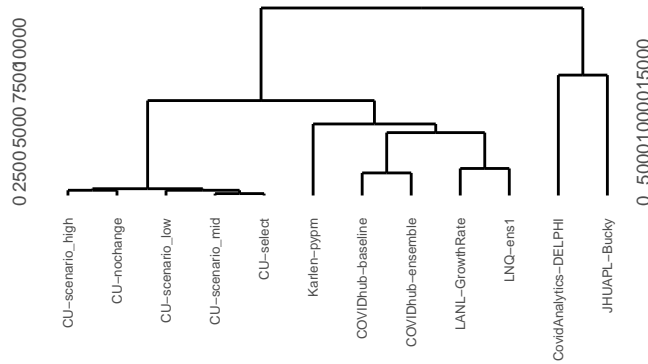 0 2500 5000 7500 10000
0 5000 10000 15000
CU−scenario_high
CU−nochange
CU−scenario_low
CU−scenario_mid
CU−select
Karlen−pypm
COVIDhub−baseline
COVIDhub−ensemble
LANL−GrowthRate
LNQ−ens1
CovidAnalytics−DELPHI
JHUAPL−Bucky